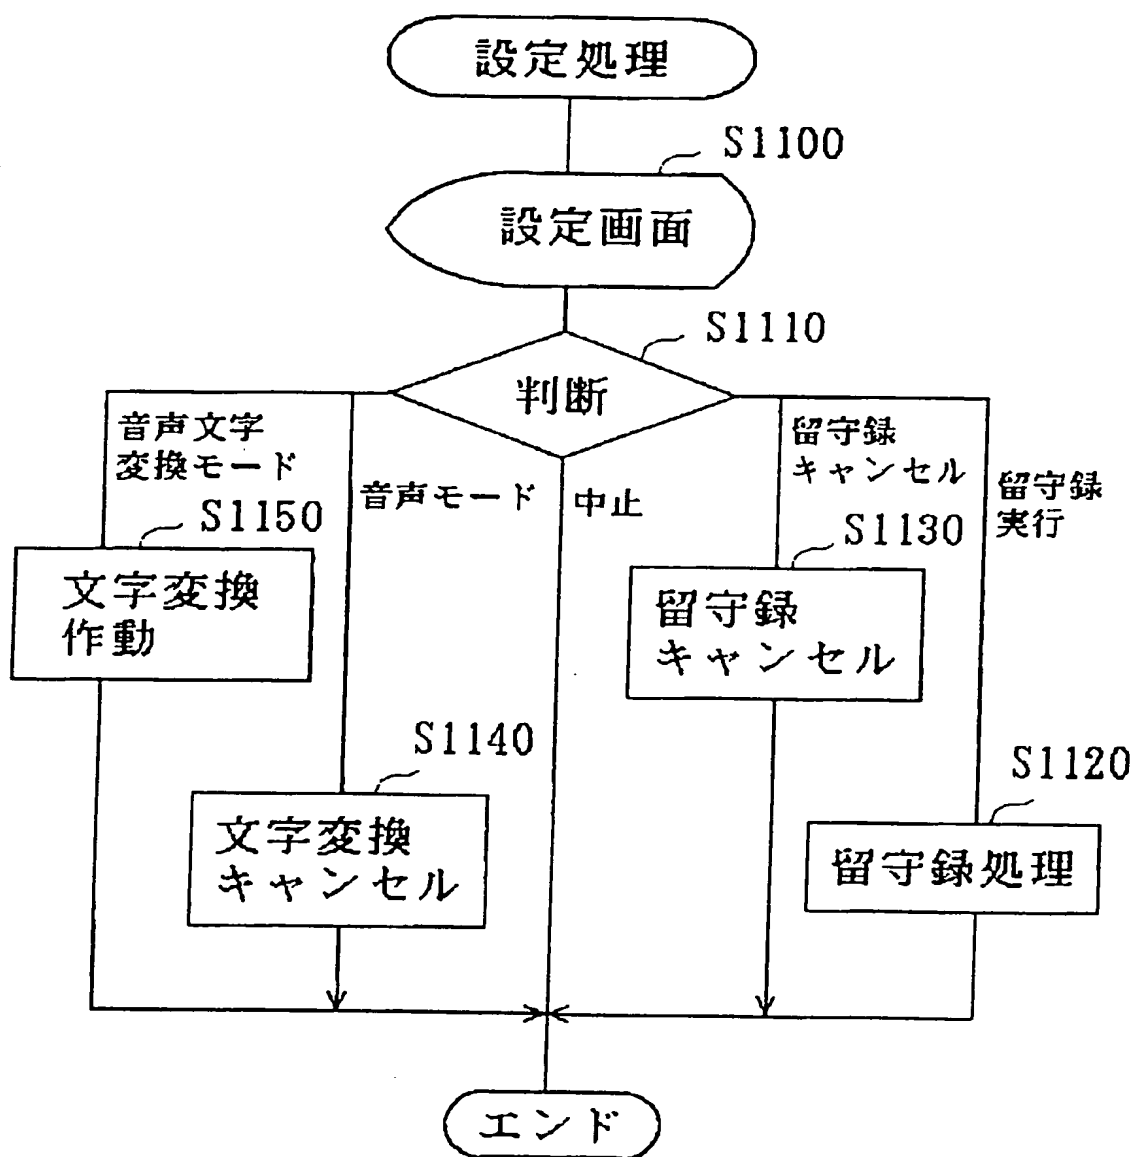 設定処理
S1100
設定画面
S1110
判断
音声文字
変換モード
音声モード
中止
留守録
キャンセル
留守録
実行
S1150
文字変換
作動
S1130
留守録
キャンセル
S1140
文字変換
キャンセル
S1120
留守録処理
エンド